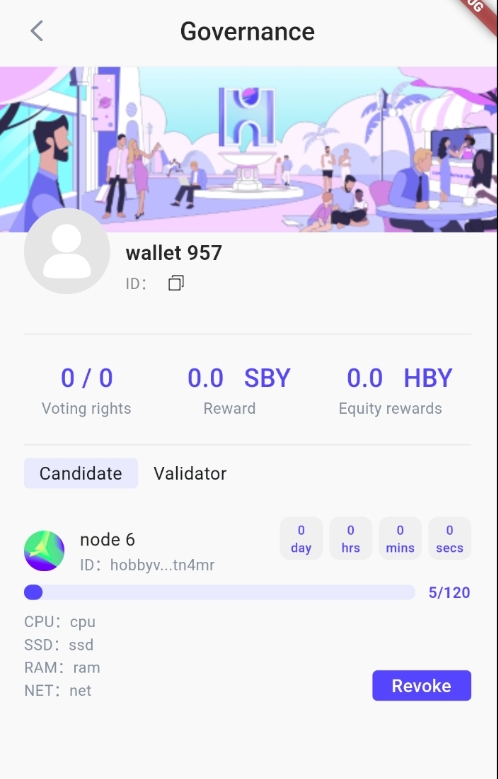 UG
Governance
wallet 957
ID：
0 / 0
0.0 SBY
0.0 HBY
Voting rights
Reward
Equity rewards
Candidate
Validator
node 6
ID：hobbyv...tn4mr
0 day
0 hrs
0 mins
0 secs
5/120
CPU：cpu
SSD：ssd
RAM：ram
NET：net
Revoke